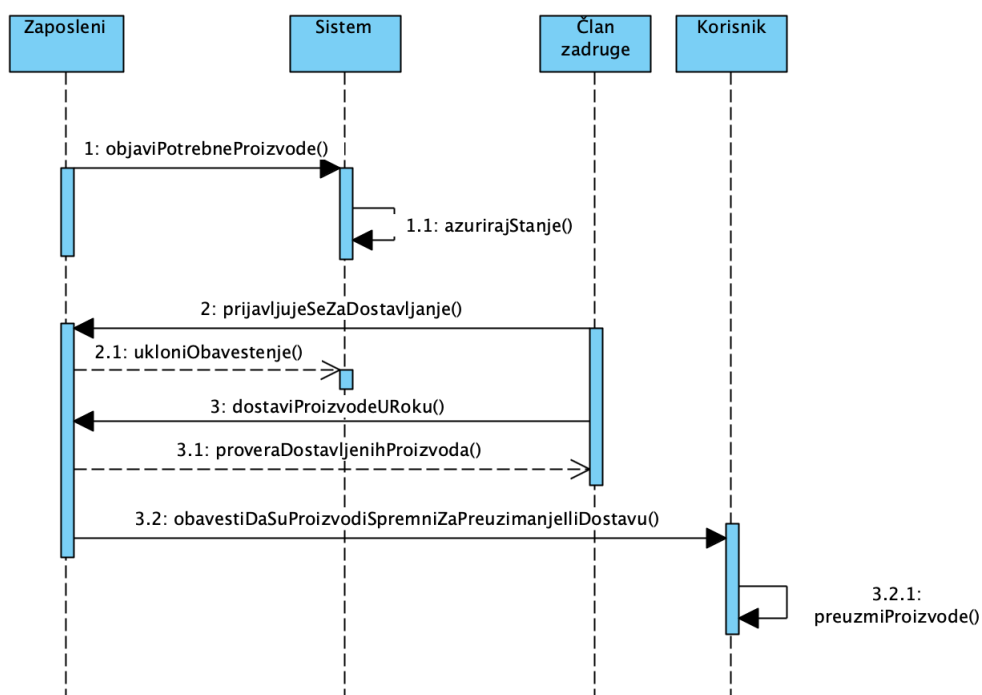 Zaposleni
Sistem
Član
zadruge
Korisnik
1: objaviPotrebneProizvode()
1.1: azurirajStanje()
2: prijavljujeSeZaDostavljanje()
2.1: ukloniObavestenje()
3: dostaviProizvodeURoku()
3.1: proveraDostavljenihProizvoda()
3.2: obavestiDaSuProizvodiSpremniZaPreuzimanjeIliDostavu()
3.2.1:
preuzmiProizvode()